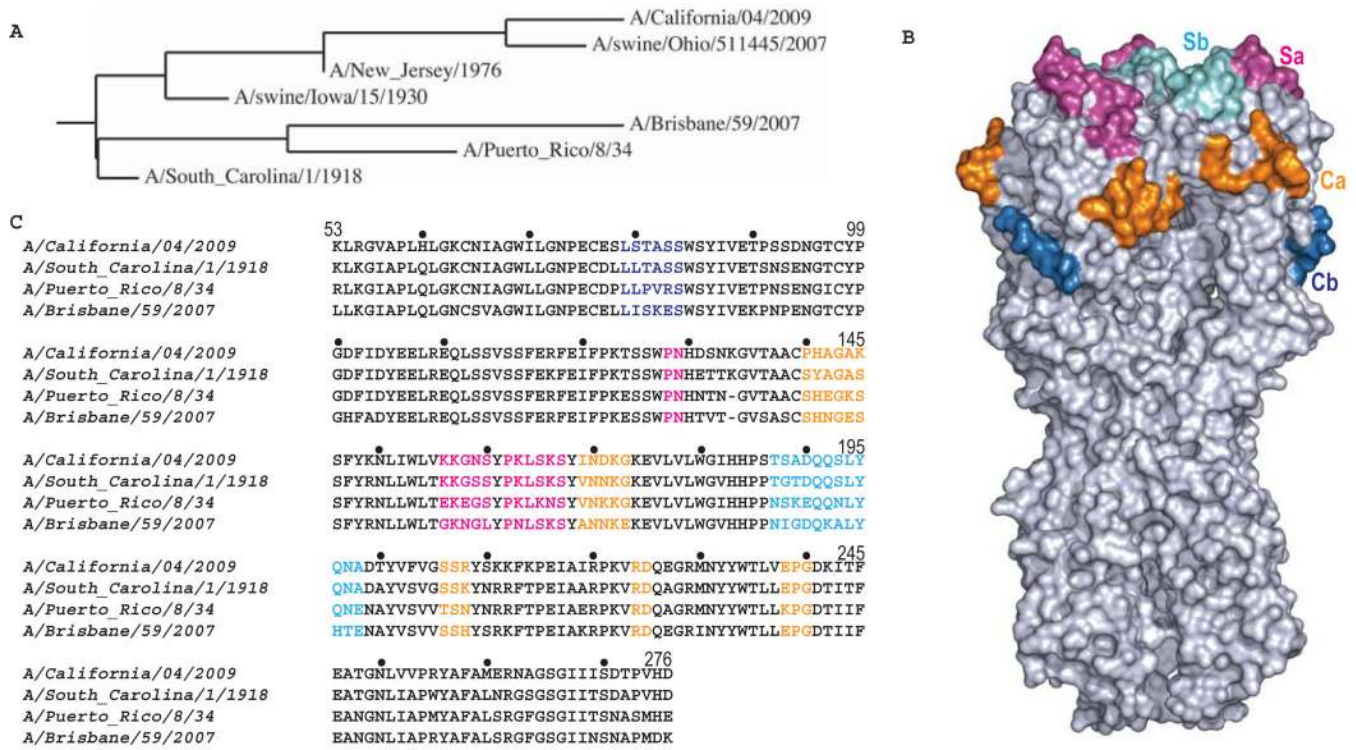 A
A/California/04/2009
A/swine/Ohio/511445/2007
A/New_Jersey/1976
A/swine/Iowa/15/1930
A/Brisbane/59/2007
A/Puerto_Rico/8/34
A/South_Carolina/1/1918
B
Sb
Sa
Ca
Cb
C
53 99
A/California/04/2009 KLRGVAPLHLGKCNIAGWILGNPECESLSTASSWSYIVETPSSDNGTCYP
A/South_Carolina/1/1918 KLKGIAPLQLGKCNIAGWLLGNPECDLLLTASSWSYIVETSNSENGTCYP
A/Puerto_Rico/8/34 RLKGIAPLQLGKCNIAGWLLGNPECDPLLPVRSWSYIVETPNSENGICYP
A/Brisbane/59/2007 LLKGIAPLQLGNCSVAGWILGNPECELLISKESWSYIVEKPNPENGTCYP
145
A/California/04/2009 GDFIDYEELREQLSSVSSFERFEIFPKTSSWPNHDSNKGVTAACPHAGAK
A/South_Carolina/1/1918 GDFIDYEELREQLSSVSSFEKFEIFPKTSSWPNHETTKGVTAACSYAGAS
A/Puerto_Rico/8/34 GDFIDYEELREQLSSVSSFERFEIFPKESSWPNHNTN-GVTAACSHEGKS
A/Brisbane/59/2007 GHFADYEELREQLSSVSSFERFEIFPKESSWPNHTVT-GVSASCSHNGES
195
A/California/04/2009 SFYKNLIWLVKKGNSYPKLSKSYINDKGKEVLVLWGIHHPSTSADQQSLY
A/South_Carolina/1/1918 SFYRNLLWLTKKGSSYPKLSKSYVNNKGKEVLVLWGVHHPPTGTDQQSLY
A/Puerto_Rico/8/34 SFYRNLLWLTEKEGSYPKLKNSYVNKKGKEVLVLWGIHHPPNSKEQQNLY
A/Brisbane/59/2007 SFYRNLLWLTGKNGLYPNLSKSYANNKEKEVLVLWGVHHPPNIGDQKALY
245
A/California/04/2009 QNADTYVFVGSSRYSKKFKPEIAIRPKVRDQEGRMNYYWTLVEPGDKITF
A/South_Carolina/1/1918 QNADAYVSVGSSKYNRRFTPEIAARPKVRDQAGRMNYYWTLLEPGDTITF
A/Puerto_Rico/8/34 QNENAYVSVVTSNYNRRFTPEIAERPKVRDQAGRMNYYWTLLKPGDTIIF
A/Brisbane/59/2007 HTENAYVSVVSSHYSRKFTPEIAKRPKVRDQEGRINYYWTLLEPGDTIIF
276
A/California/04/2009 EATGNLVVPRYAFAMERNAGSGIIISDTPVHD
A/South_Carolina/1/1918 EATGNLIAPWYAFALNRGSGSGIITSDAPVHD
A/Puerto_Rico/8/34 EANGNLIAPMYAFALSRGFGSGIITSNASMHE
A/Brisbane/59/2007 EANGNLIAPRYAFALSRGFGSGIINSNAPMDK